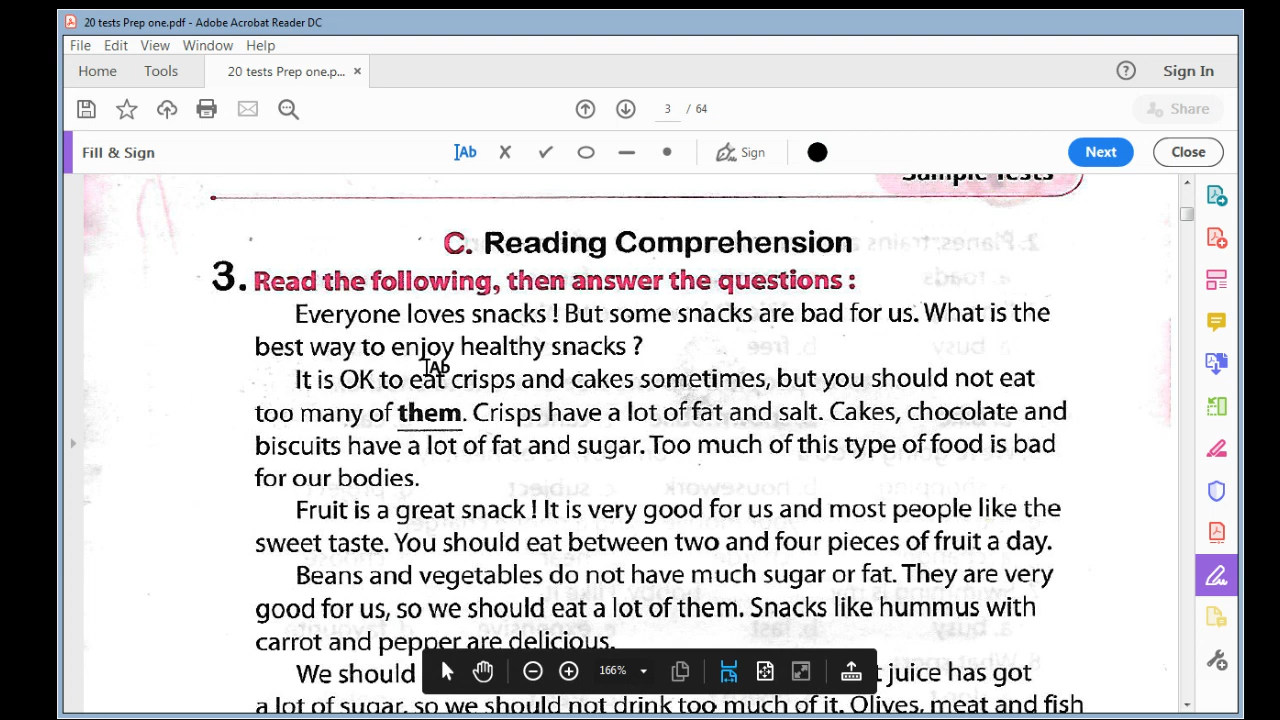 20 tests Prep one.pdf - Adobe Acrobat Reader DC
File Edit View Window Help
Home Tools 20 tests Prep one.p... × Sign In
3 / 64 Share
Fill & Sign Ab Sign Next Close
Sample Tests
C. Reading Comprehension
3. Read the following, then answer the questions :
Everyone loves snacks ! But some snacks are bad for us. What is the
best way to enjoy healthy snacks ?
Ab
It is OK to eat crisps and cakes sometimes, but you should not eat
too many of them. Crisps have a lot of fat and salt. Cakes, chocolate and
biscuits have a lot of fat and sugar. Too much of this type of food is bad
for our bodies.
Fruit is a great snack ! It is very good for us and most people like the
sweet taste. You should eat between two and four pieces of fruit a day.
Beans and vegetables do not have much sugar or fat. They are very
good for us, so we should eat a lot of them. Snacks like hummus with
carrot and pepper are delicious.
We should juice has got
166%
a lot of sugar, so we should not drink too much of it. Olives, meat and fish